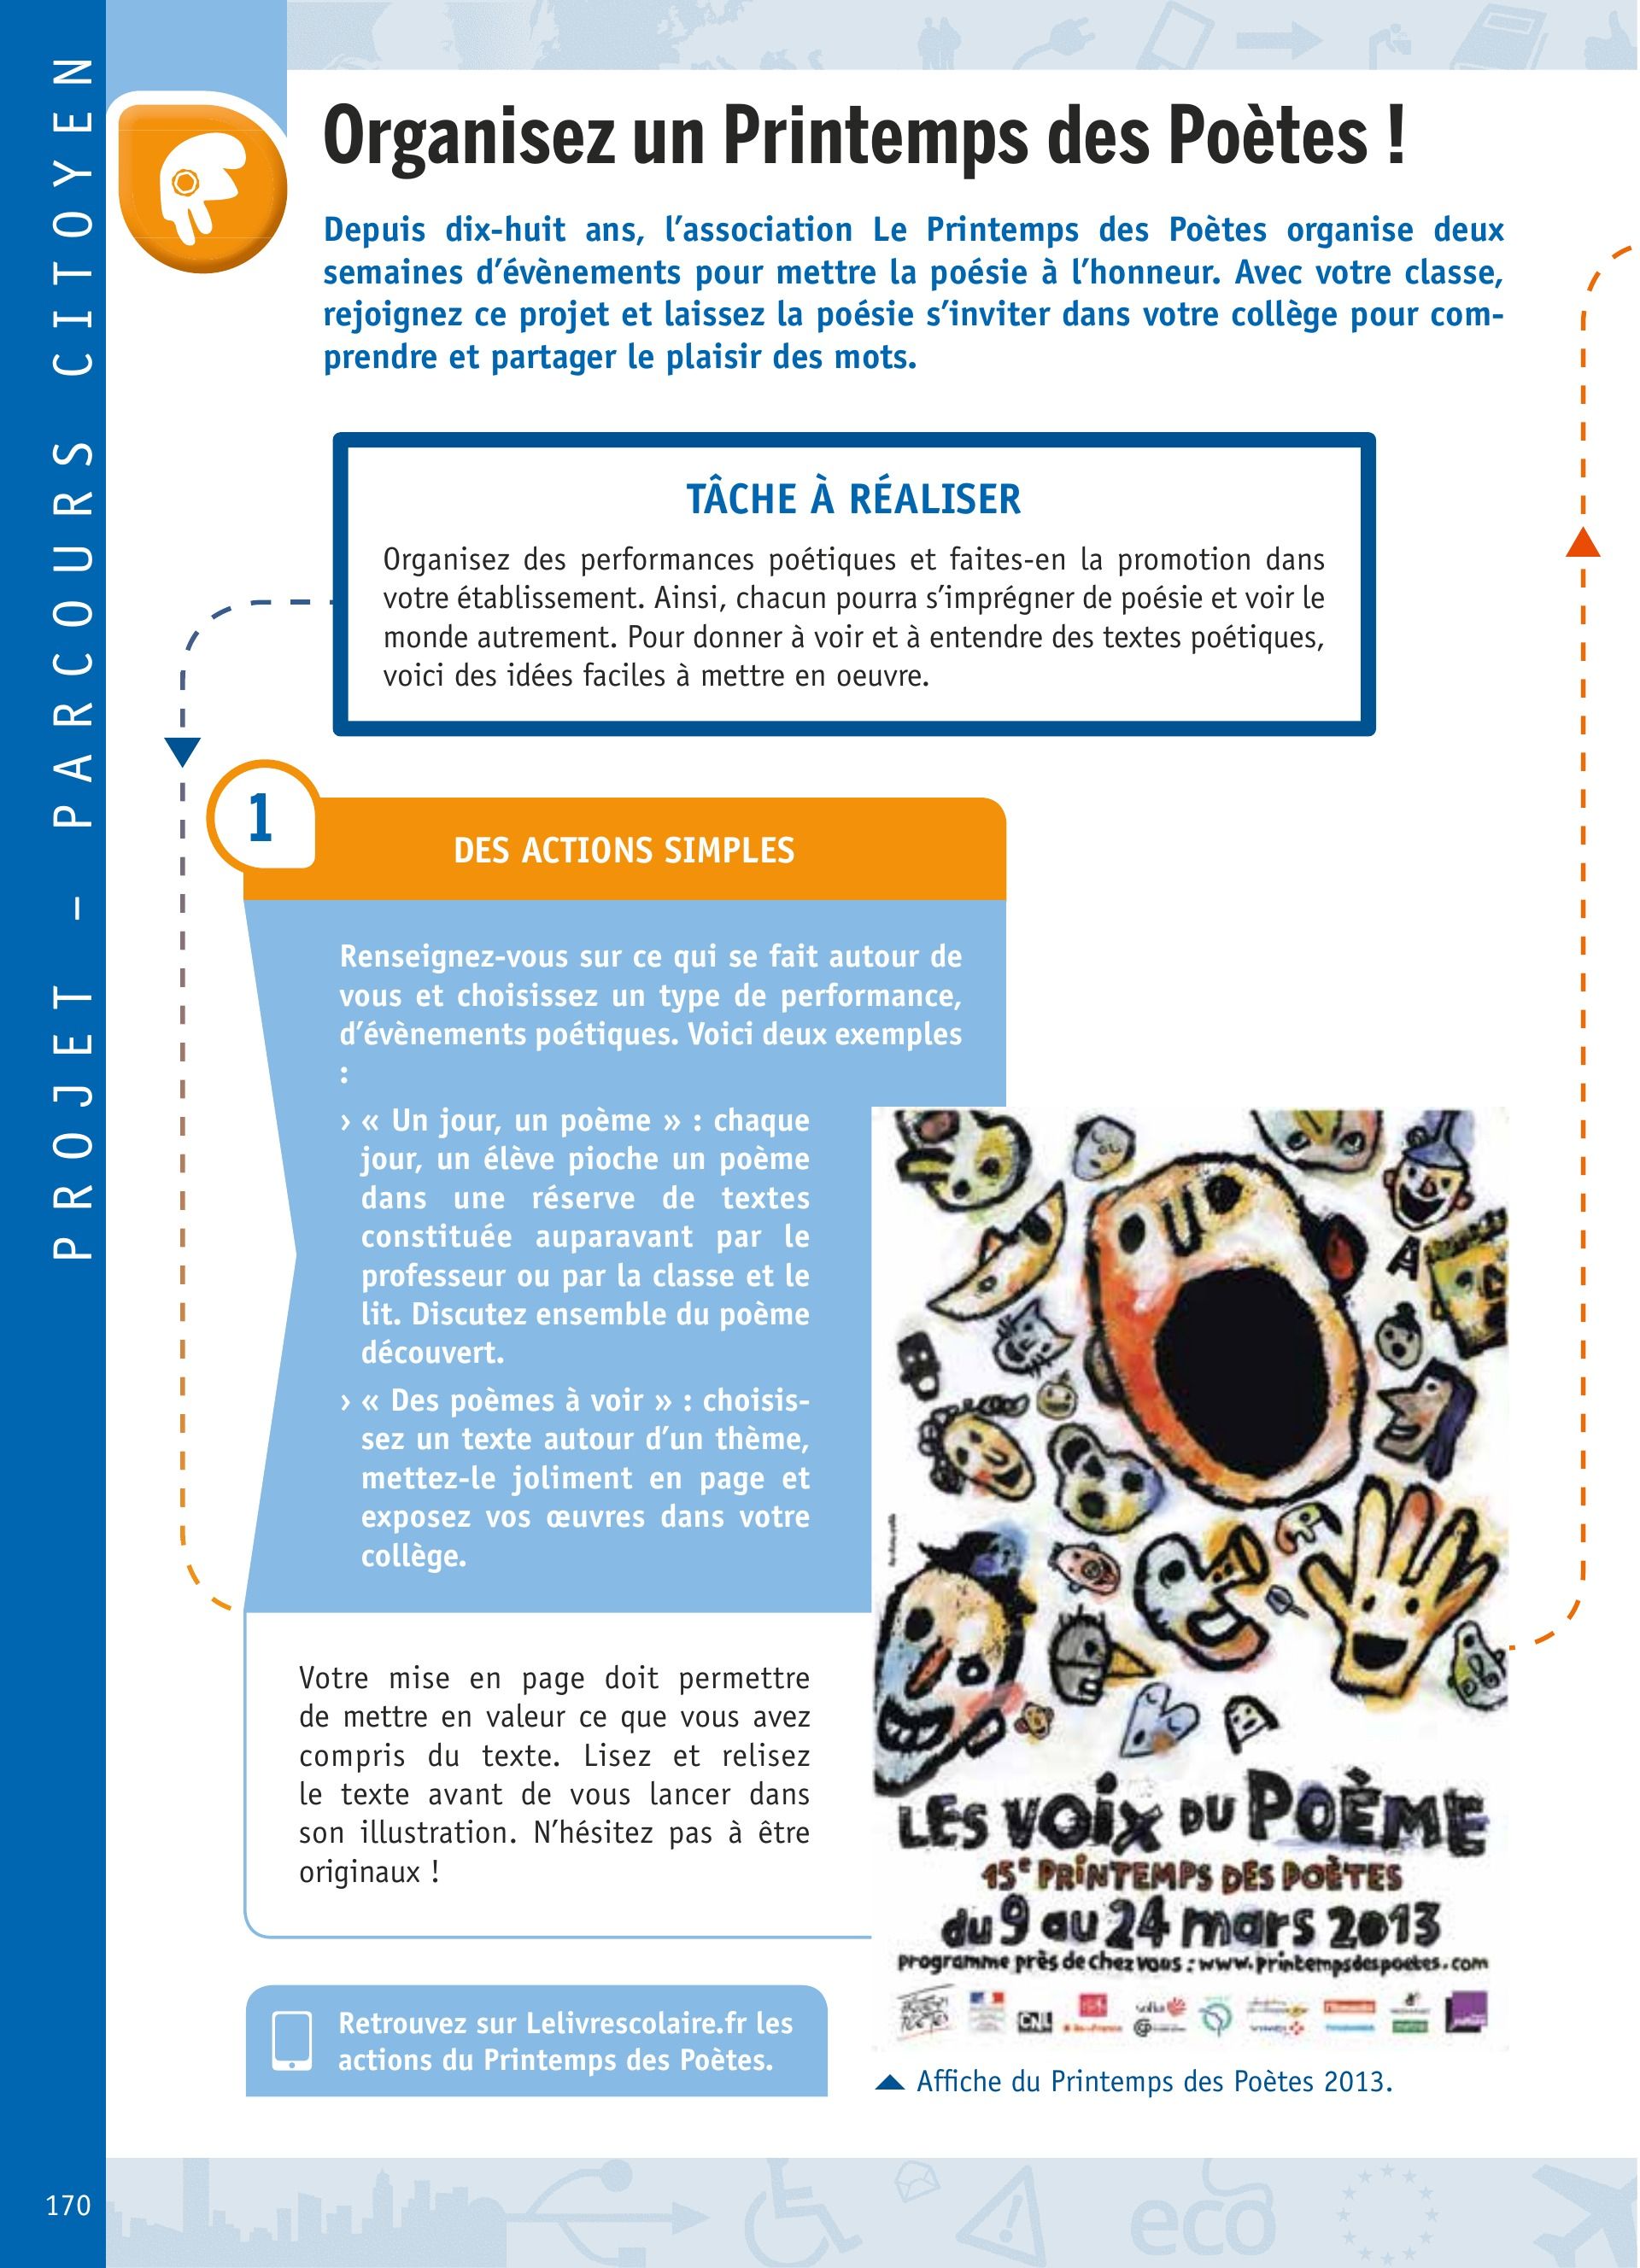 PROJET – PARCOURS CITOYEN
Organisez un Printemps des Poètes !
Depuis dix-huit ans, l’association Le Printemps des Poètes organise deux
semaines d’évènements pour mettre la poésie à l’honneur. Avec votre classe,
rejoignez ce projet et laissez la poésie s’inviter dans votre collège pour com-
prendre et partager le plaisir des mots.
TÂCHE À RÉALISER
Organisez des performances poétiques et faites-en la promotion dans
votre établissement. Ainsi, chacun pourra s’imprégner de poésie et voir le
monde autrement. Pour donner à voir et à entendre des textes poétiques,
voici des idées faciles à mettre en oeuvre.
1
DES ACTIONS SIMPLES
Renseignez-vous sur ce qui se fait autour de
vous et choisissez un type de performance,
d’évènements poétiques. Voici deux exemples
:
› « Un jour, un poème » : chaque
jour, un élève pioche un poème
dans une réserve de textes
constituée auparavant par le
professeur ou par la classe et le
lit. Discutez ensemble du poème
découvert.
› « Des poèmes à voir » : choisis-
sez un texte autour d’un thème,
mettez-le joliment en page et
exposez vos œuvres dans votre
collège.
Votre mise en page doit permettre
de mettre en valeur ce que vous avez
compris du texte. Lisez et relisez
le texte avant de vous lancer dans
son illustration. N’hésitez pas à être
originaux !
Retrouvez sur Lelivrescolaire.fr les
actions du Printemps des Poètes.
LES VOIX DU POÈME
15e PRINTEMPS DES POÈTES
du 9 au 24 mars 2013
programme près de chez vous : www.printempsdespoetes.com
CNL
Affiche du Printemps des Poètes 2013.
eco
170